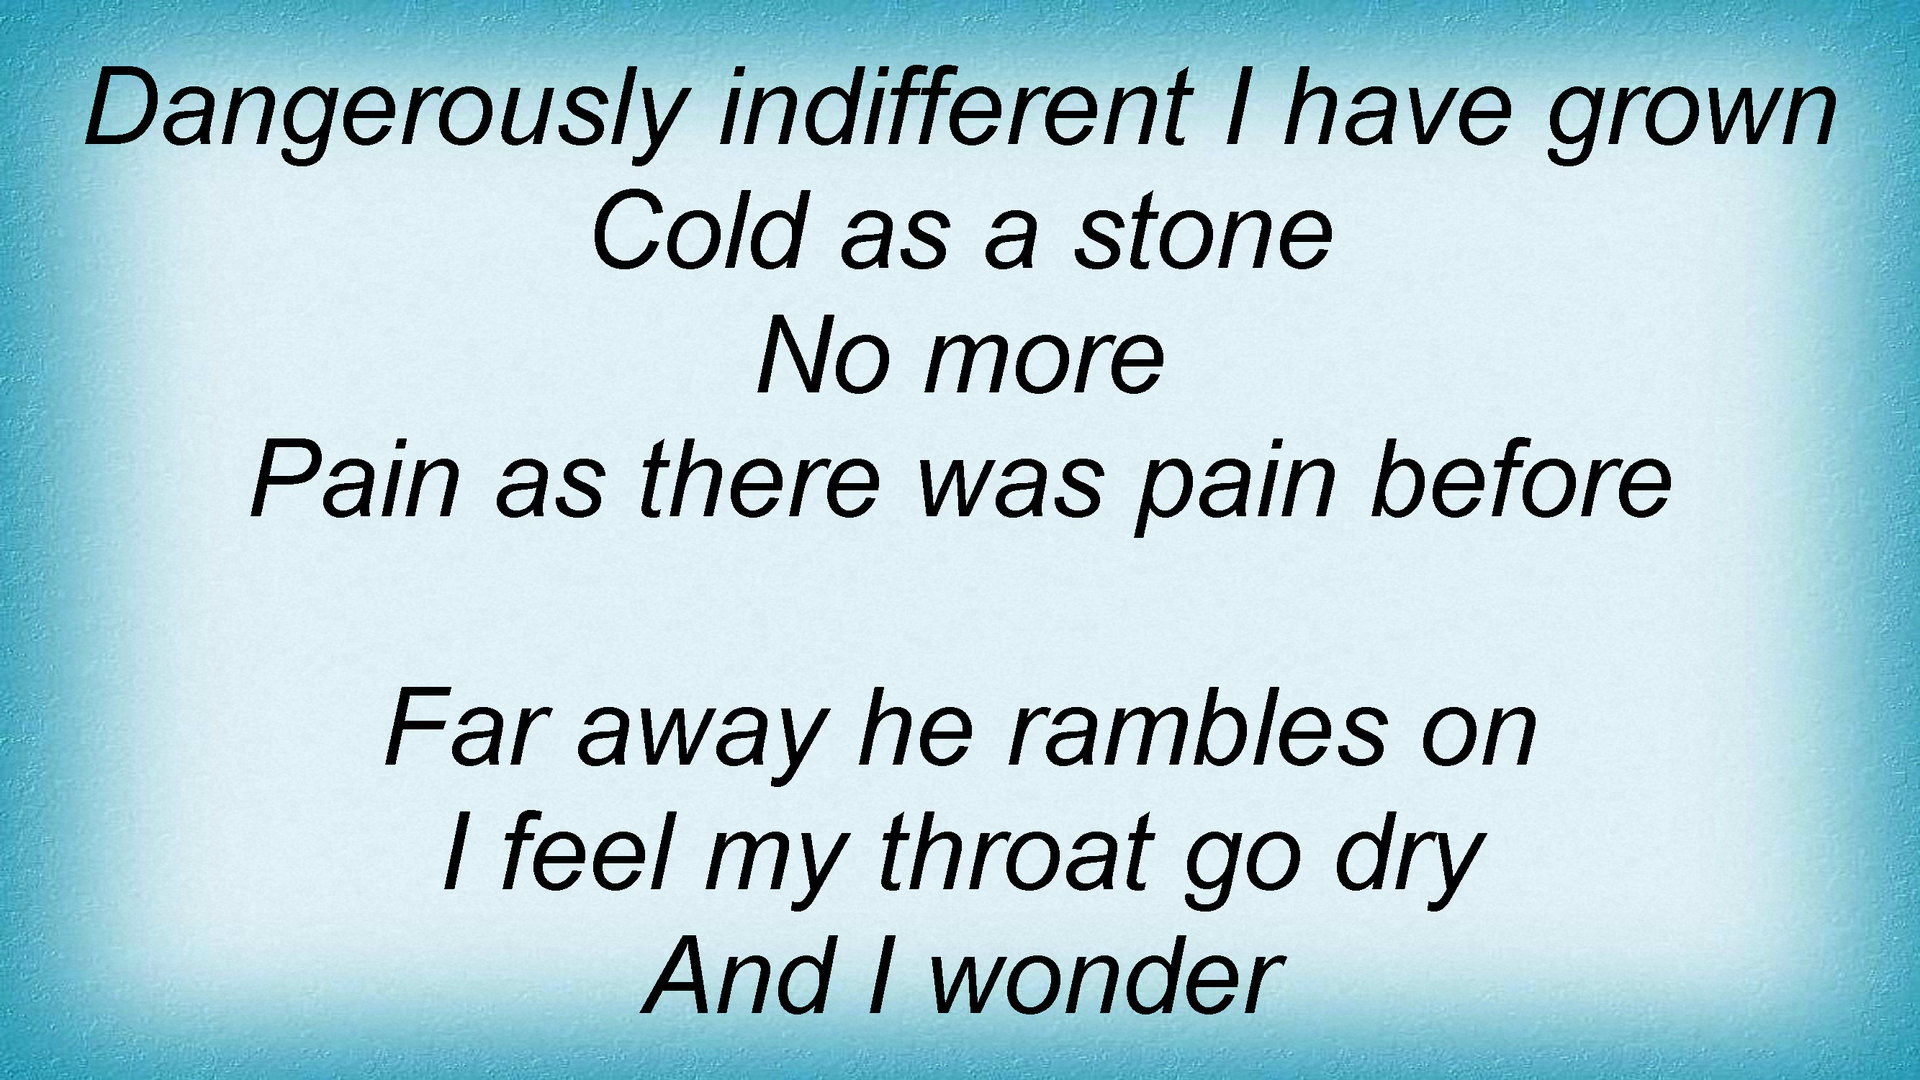 Dangerously indifferent I have grown
Cold as a stone
No more
Pain as there was pain before
Far away he rambles on
I feel my throat go dry
And I wonder